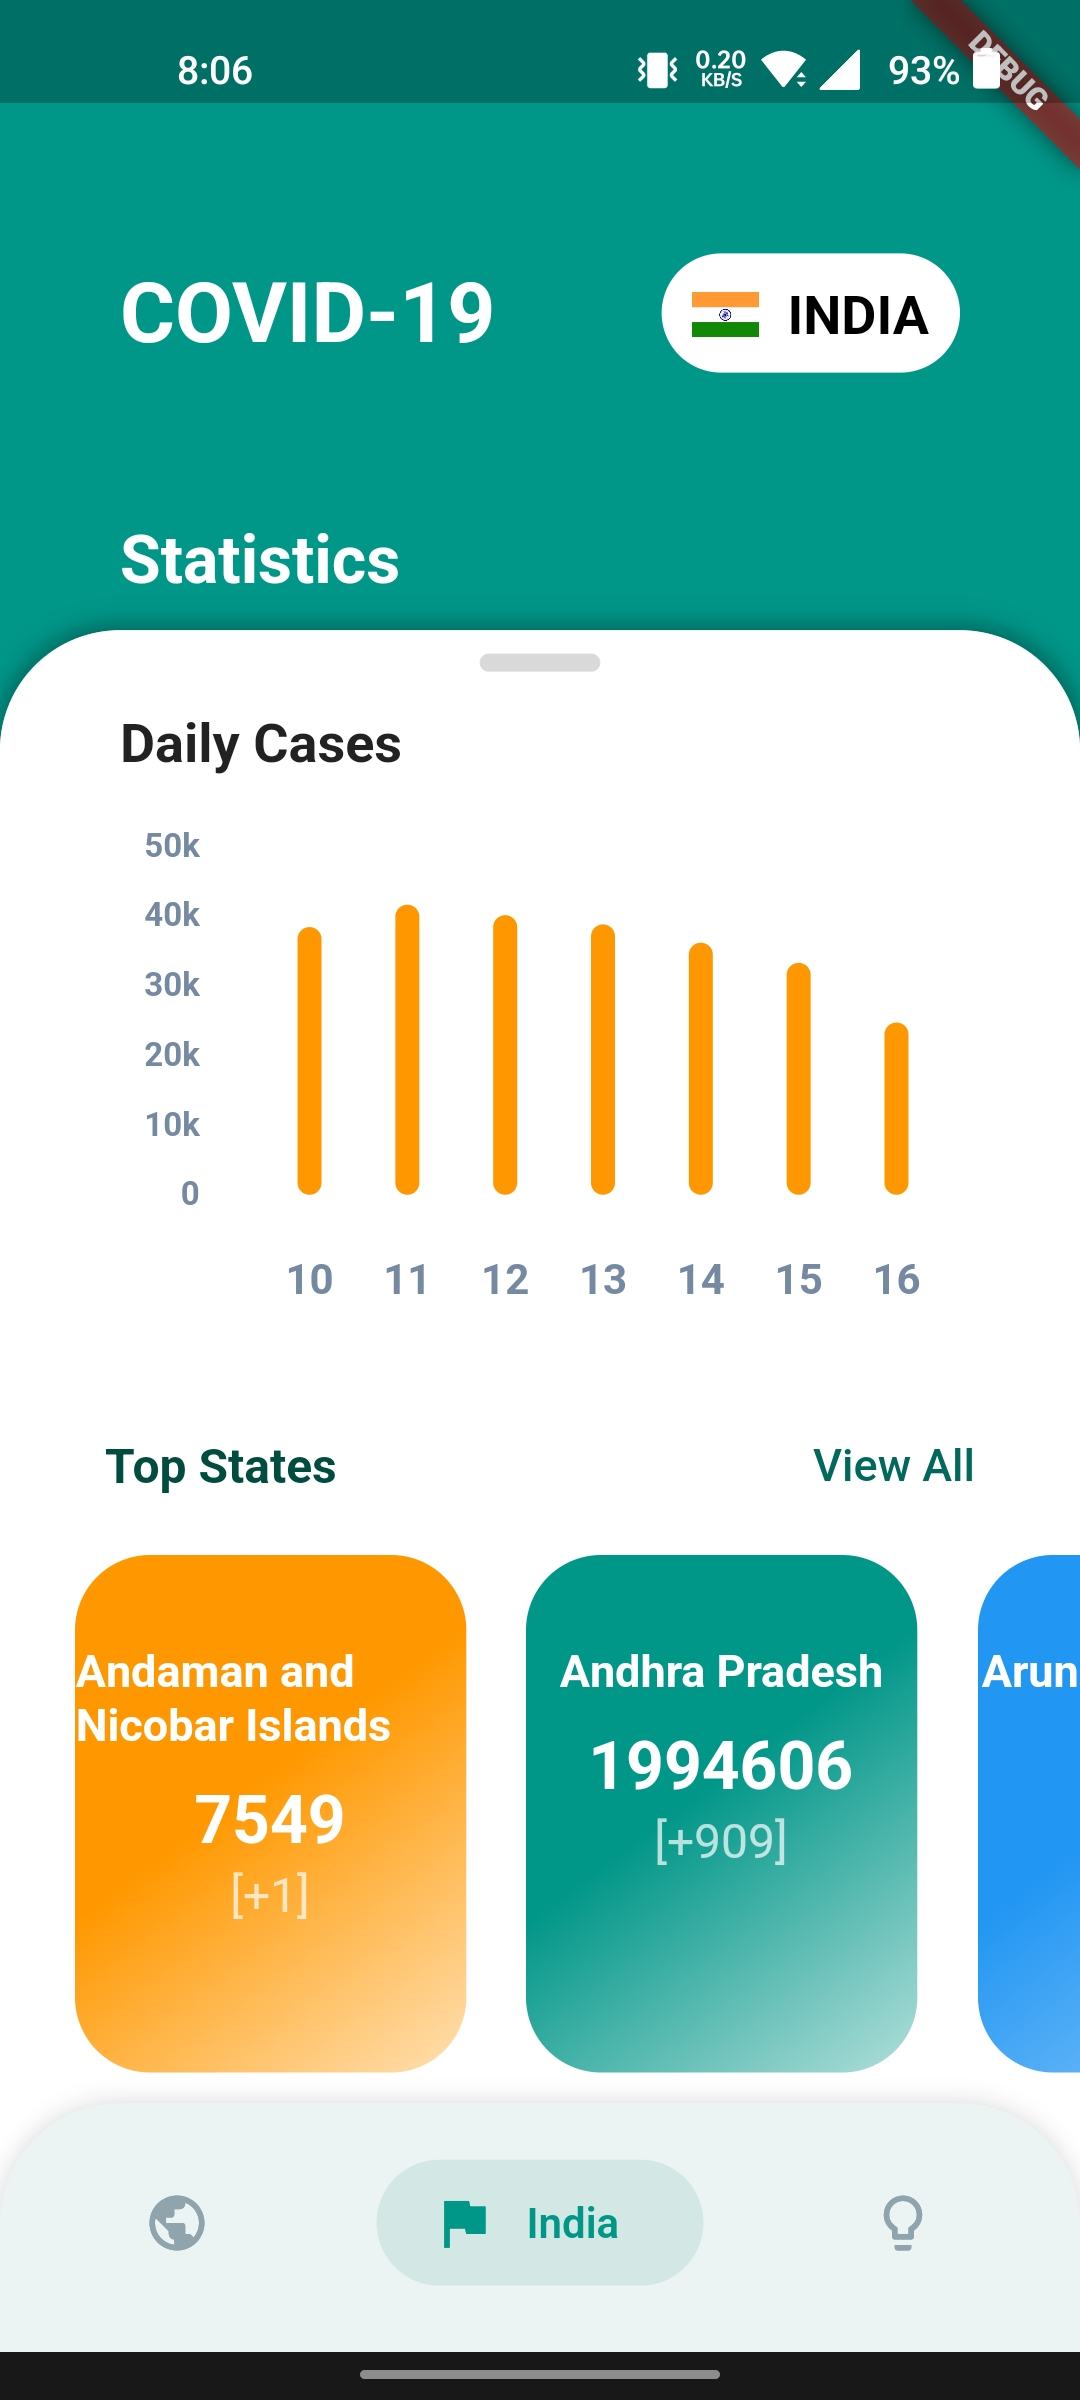 8:06
0.20
KB/S
93%
DEBUG
COVID-19
INDIA
Statistics
Daily Cases
50k
40k
30k
20k
10k
0
10 11 12 13 14 15 16
Top States
View All
Andaman and
Nicobar Islands
7549
[+1]
Andhra Pradesh
1994606
[+909]
Arun
India